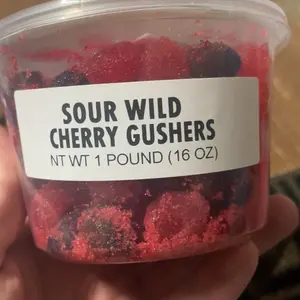 SOUR WILD
CHERRY GUSHERS
NT WT 1 POUND (16 OZ)